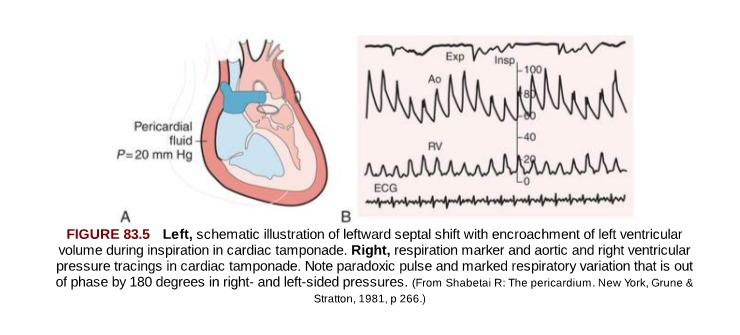 Pericardial
fluid
P=20 mm Hg
A
Exp
Insp
100
Ao
80
60
40
RV
20
0
ECG
B
FIGURE 83.5 Left, schematic illustration of leftward septal shift with encroachment of left ventricular
volume during inspiration in cardiac tamponade. Right, respiration marker and aortic and right ventricular
pressure tracings in cardiac tamponade. Note paradoxic pulse and marked respiratory variation that is out
of phase by 180 degrees in right- and left-sided pressures. (From Shabetai R: The pericardium. New York, Grune &
Stratton, 1981, p 266.)